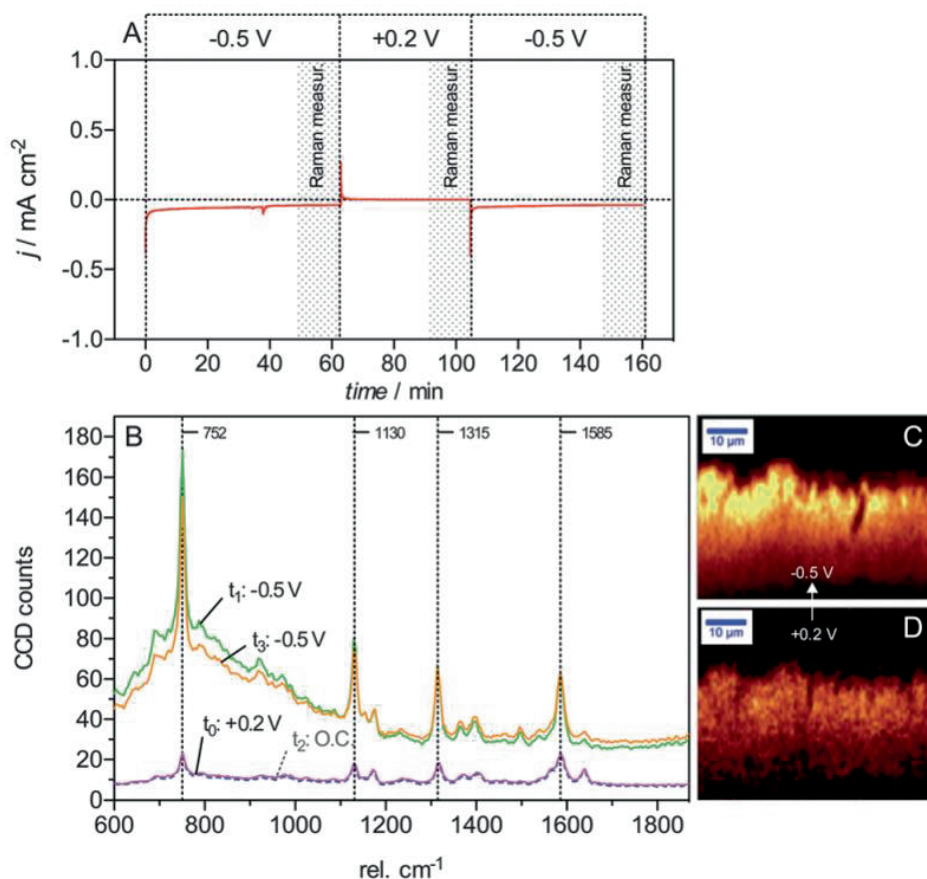 A
-0.5 V
+0.2 V
-0.5 V
1.0
0.5
0.0
-0.5
-1.0
j / mA cm-2
Raman measur.
Raman measur.
Raman measur.
0 20 40 60 80 100 120 140 160
time / min
B
752
1130
1315
1585
180
160
140
120
100
80
60
40
20
10
0
CCD counts
t1: -0.5 V
t3: -0.5 V
t0: +0.2 V
t2: O.C.
600 800 1000 1200 1400 1600 1800
rel. cm-1
10 µm
C
-0.5 V
+0.2 V
10 µm
D